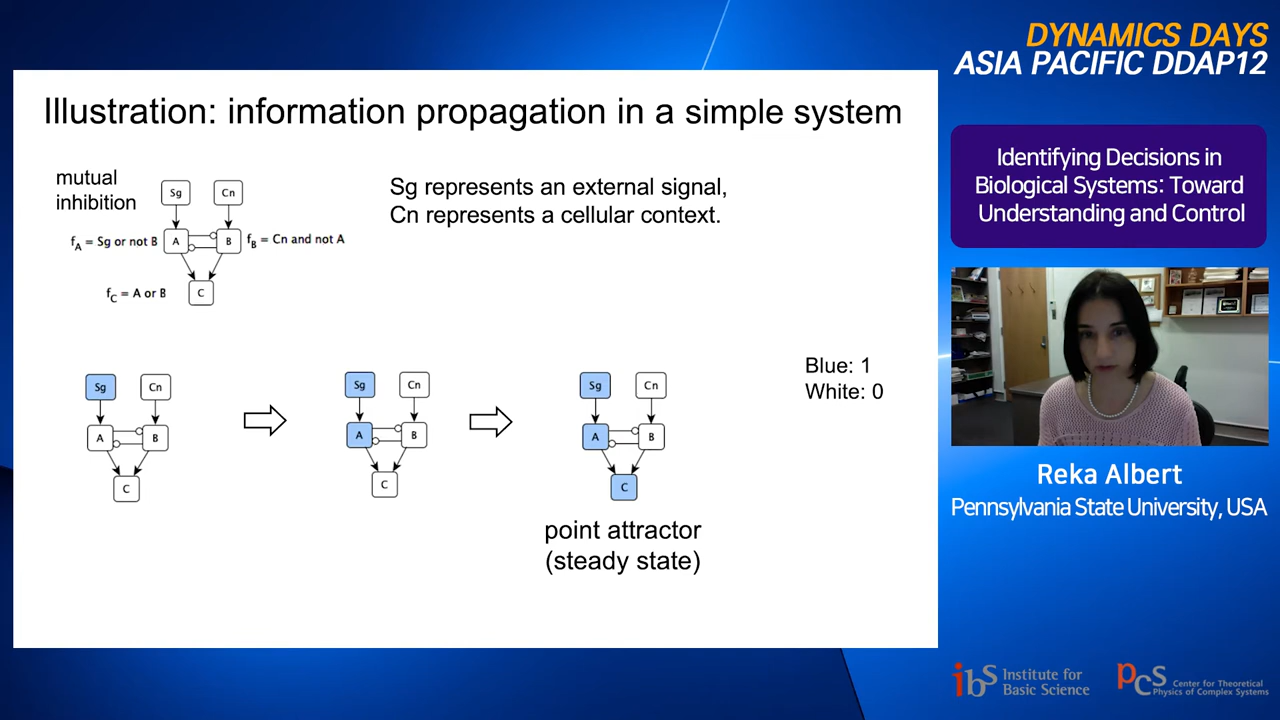 DYNAMICS DAYS
ASIA PACIFIC DDAP12
Illustration: information propagation in a simple system
mutual
inhibition
Sg
Cn
Sg represents an external signal,
Cn represents a cellular context.
fA = Sg or not B
A
B
fB = Cn and not A
fC = A or B
C
Identifying Decisions in
Biological Systems: Toward
Understanding and Control
Sg
Cn
A
B
C
Sg
Cn
A
B
C
Sg
Cn
A
B
C
Blue: 1
White: 0
point attractor
(steady state)
Reka Albert
Pennsylvania State University, USA
ibs Institute for
Basic Science
pcs Center for Theoretical
Physics of Complex Systems